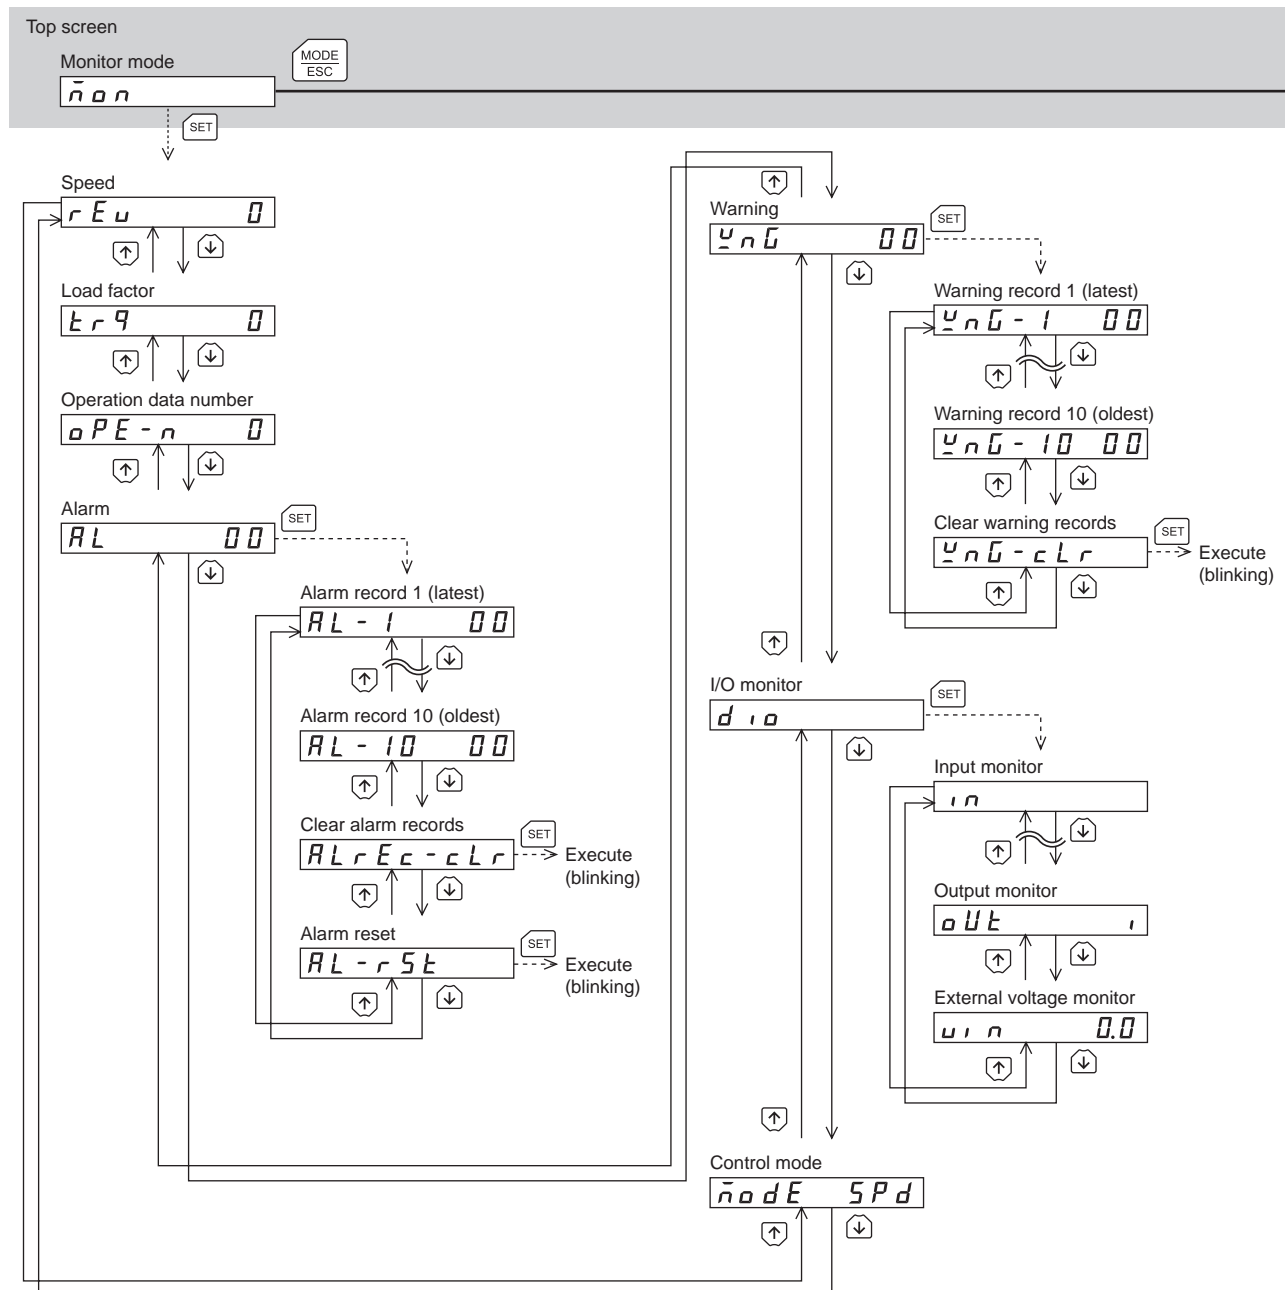 Top screen
Monitor mode
MODE
ESC
mon
SET
Speed
rEv 0
↑ ↓
Load factor
trq 0
↑ ↓
Operation data number
oPE-n 0
↑ ↓
Alarm
AL 00
SET
↓
Alarm record 1 (latest)
AL-1 00
↑ ↓
Alarm record 10 (oldest)
AL-10 00
↑ ↓
Clear alarm records
ALrEc-cLr
SET
Execute
(blinking)
↑ ↓
Alarm reset
AL-rSt
SET
Execute
(blinking)
↑ ↓
↑
Warning
WnG 00
SET
↓
Warning record 1 (latest)
WnG-1 00
↑ ↓
Warning record 10 (oldest)
WnG-10 00
↑ ↓
Clear warning records
WnG-cLr
SET
Execute
(blinking)
↑ ↓
↑
I/O monitor
dio
SET
↓
Input monitor
in
↑ ↓
Output monitor
oUt ı
↑ ↓
External voltage monitor
vin 0.0
↑ ↓
↑
Control mode
modE SPd
↑ ↓